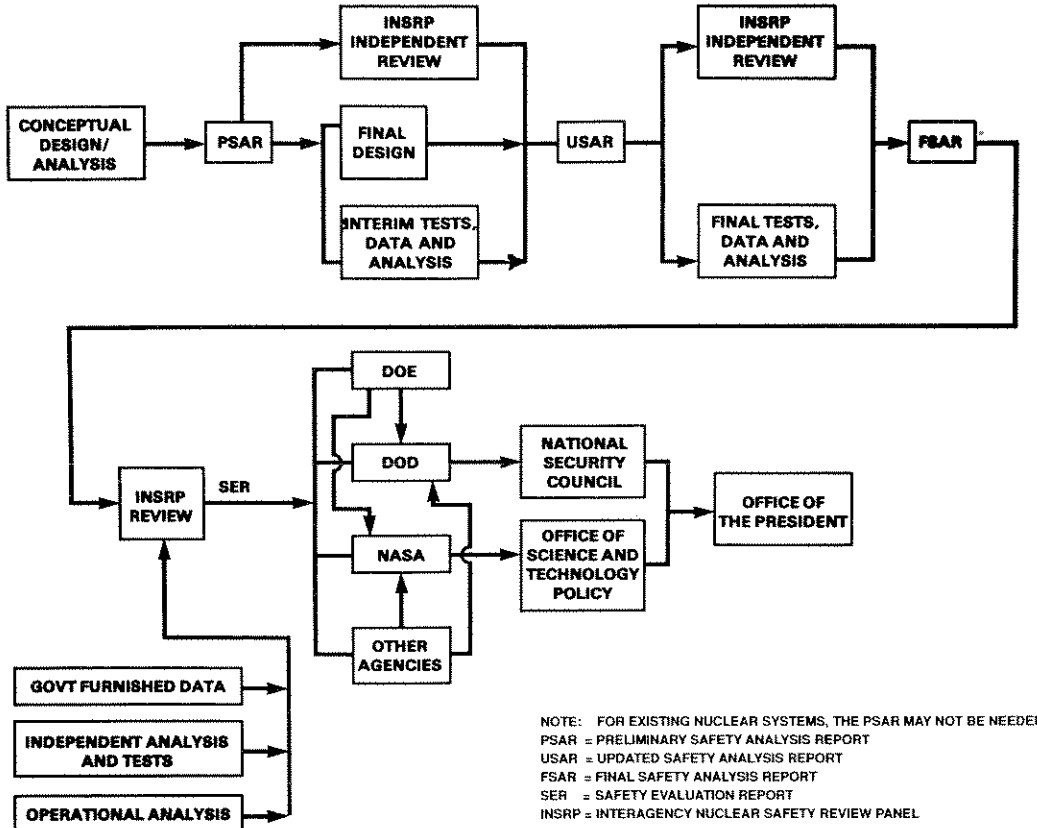 INSRP
INDEPENDENT
REVIEW
INSRP
INDEPENDENT
REVIEW
CONCEPTUAL
DESIGN/
ANALYSIS
PSAR
FINAL
DESIGN
USAR
FSAR
INTERIM TESTS,
DATA AND
ANALYSIS
FINAL TESTS,
DATA AND
ANALYSIS
DOE
DOD
NATIONAL
SECURITY
COUNCIL
INSRP
REVIEW
SER
OFFICE OF
THE PRESIDENT
NASA
OFFICE OF
SCIENCE AND
TECHNOLOGY
POLICY
OTHER
AGENCIES
GOVT FURNISHED DATA
INDEPENDENT ANALYSIS
AND TESTS
OPERATIONAL ANALYSIS
NOTE: FOR EXISTING NUCLEAR SYSTEMS, THE PSAR MAY NOT BE NEEDED
PSAR = PRELIMINARY SAFETY ANALYSIS REPORT
USAR = UPDATED SAFETY ANALYSIS REPORT
FSAR = FINAL SAFETY ANALYSIS REPORT
SER = SAFETY EVALUATION REPORT
INSRP = INTERAGENCY NUCLEAR SAFETY REVIEW PANEL